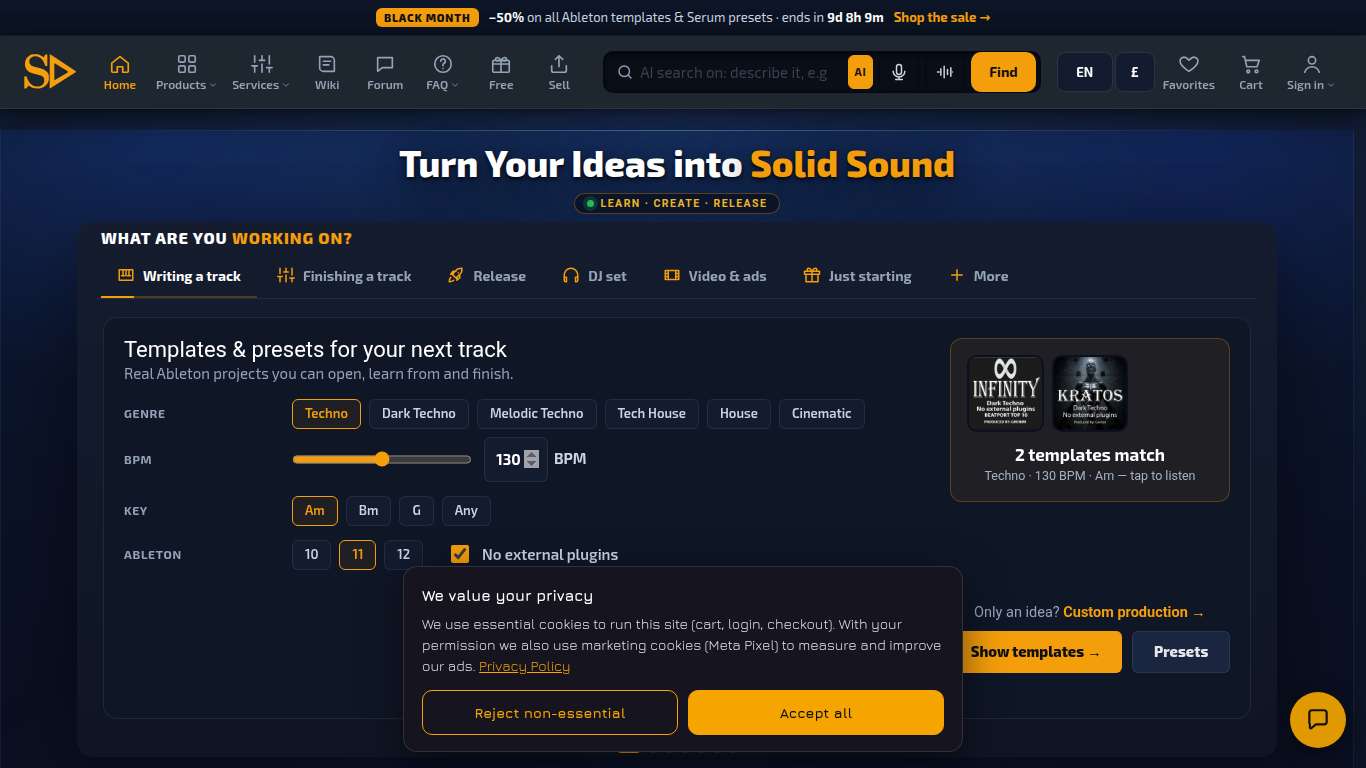 BLACK MONTH −50% on all Ableton templates & Serum presets · ends in 9d 8h 9m Shop the sale →
SD
Home Products Services Wiki Forum FAQ Free Sell
AI search on: describe it, e.g AI Find
EN £ Favorites Cart Sign in
Turn Your Ideas into Solid Sound
LEARN · CREATE · RELEASE
WHAT ARE YOU WORKING ON?
Writing a track Finishing a track Release DJ set Video & ads Just starting More
Templates & presets for your next track
Real Ableton projects you can open, learn from and finish.
GENRE Techno Dark Techno Melodic Techno Tech House House Cinematic
BPM 130 BPM
KEY Am Bm G Any
ABLETON 10 11 12 No external plugins
INFINITY
Dark Techno
No external plugins
BEATPORT TOP 10
KRATOS
Dark Techno
No external plugins
2 templates match
Techno · 130 BPM · Am — tap to listen
Only an idea? Custom production →
Show templates → Presets
We value your privacy
We use essential cookies to run this site (cart, login, checkout). With your
permission we also use marketing cookies (Meta Pixel) to measure and improve
our ads. Privacy Policy
Reject non-essential Accept all